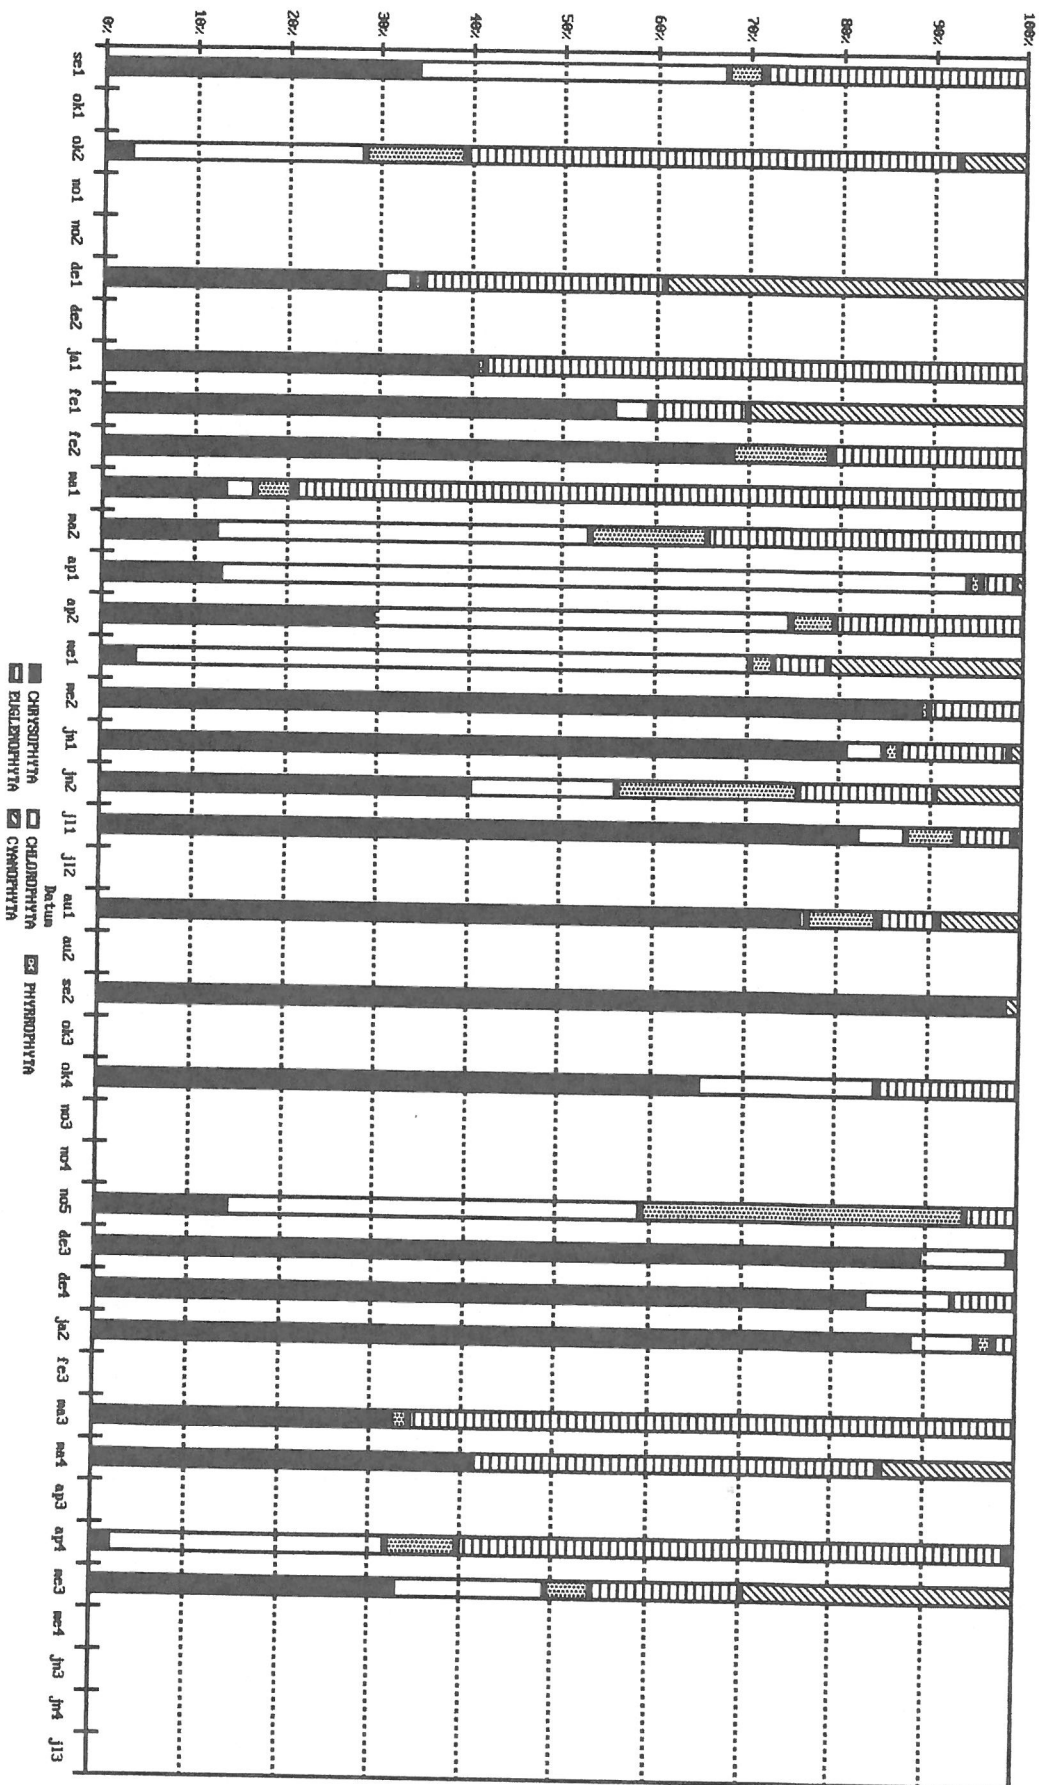 100%
90%
80%
70%
60%
50%
40%
30%
20%
10%
0%
se1 ok1 ok2 no1 no2 de1 de2 ja1 fe1 fe2 ma1 ma2 ap1 ap2 me1 me2 jn1 jn2 jl1 jl2 au1 au2 se2 ok3 ok4 no3 no4 no5 de3 de4 ja2 fe3 ma3 ma4 ap3 ap4 me3 me4 jn3 jn4 jl3
Datum
CHRYSOPHYTA CHLOROPHYTA PHYRROPHYTA
EUGLENOPHYTA CYANOPHYTA